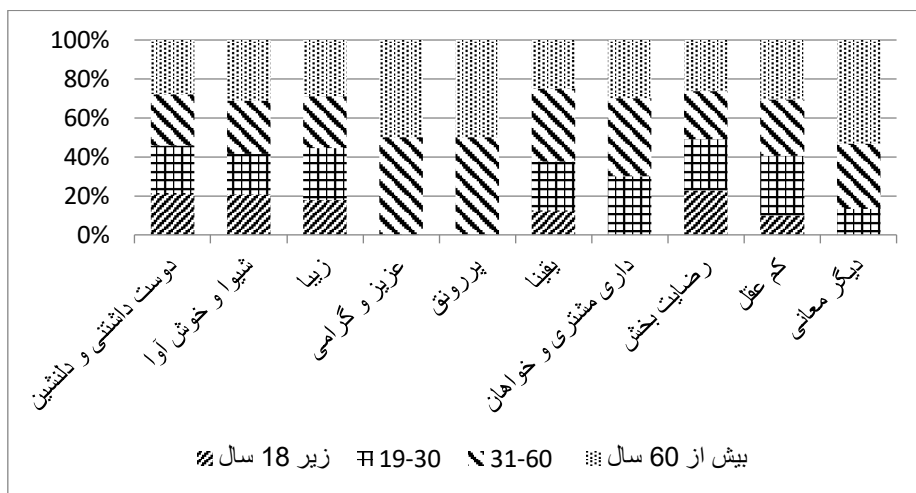 100%
80%
60%
40%
20%
0%
دوست داشتنی و دلنشین
شیوا و خوش آوا
زیبا
عزیز و گرامی
پررونق
یقینا
داری مشتری و خواهان
رضایت بخش
کم عقل
دیگر معانی
زیر 18 سال
19-30
31-60
بیش از 60 سال